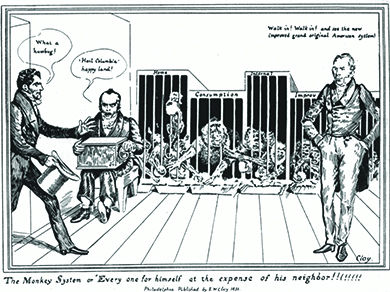 What a
humbug!
"Hail Columbia"
happy land!
Walk in! Walk in! and see the new
improved grand original American system!
Home
Consumption
Internal
Improv
Clay.
The Monkey System or "Every one for himself at the expense of his neighbor!!!!!!!!
Philadelphia Published by E.W. Clay 1831.